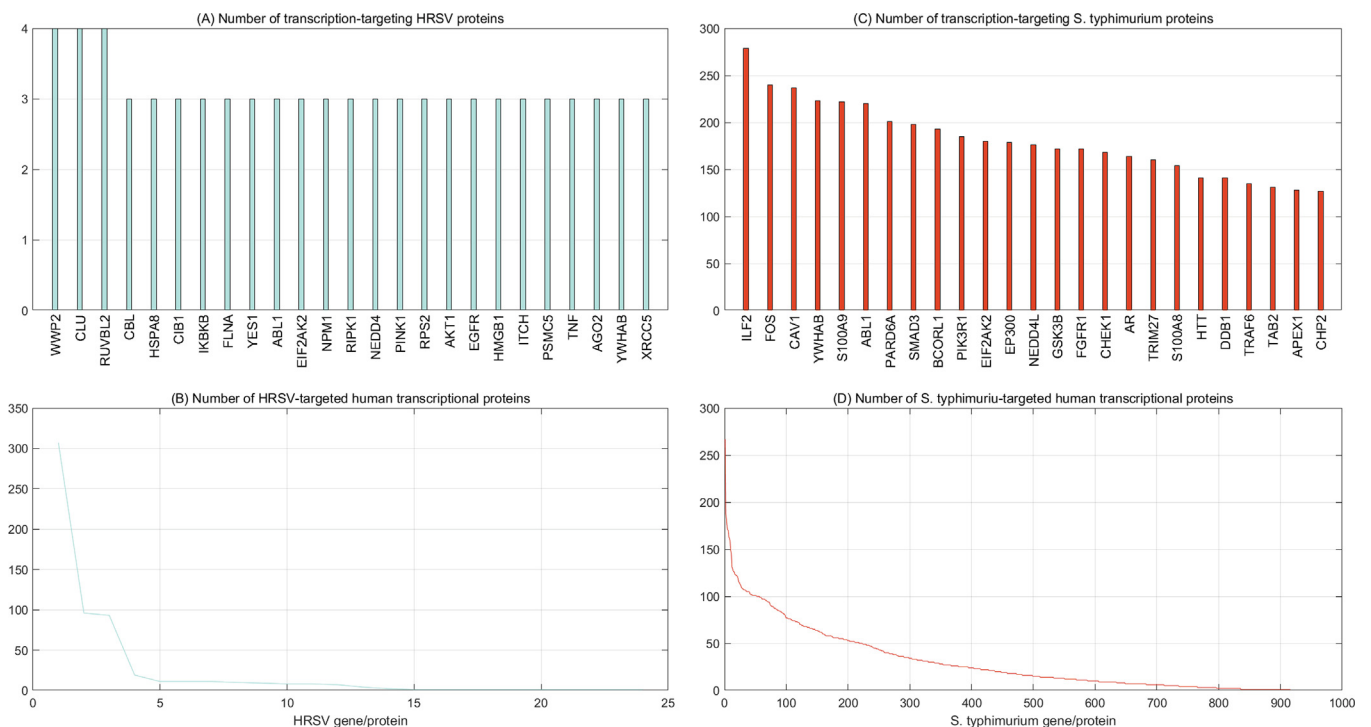 (A) Number of transcription-targeting HRSV proteins
4
3
2
1
0
WWP2 CLU RUVBL2 CBL HSPA8 CIB1 IKBKB FLNA YES1 ABL1 EIF2AK2 NPM1 RIPK1 NEDD4 PINK1 RPS2 AKT1 EGFR HMGB1 ITCH PSMC5 TNF AGO2 YWHAB XRCC5
(C) Number of transcription-targeting S. typhimurium proteins
300
250
200
150
100
50
0
ILF2 FOS CAV1 YWHAB S100A9 ABL1 PARD6A SMAD3 BCORL1 PIK3R1 EIF2AK2 EP300 NEDD4L GSK3B FGFR1 CHEK1 AR TRIM27 S100A8 HTT DDB1 TRAF6 TAB2 APEX1 CHP2
(B) Number of HRSV-targeted human transcriptional proteins
350
300
250
200
150
100
50
0
0 5 10 15 20 25
HRSV gene/protein
(D) Number of S. typhimuriu-targeted human transcriptional proteins
300
250
200
150
100
50
0
0 100 200 300 400 500 600 700 800 900 1000
S. typhimurium gene/protein